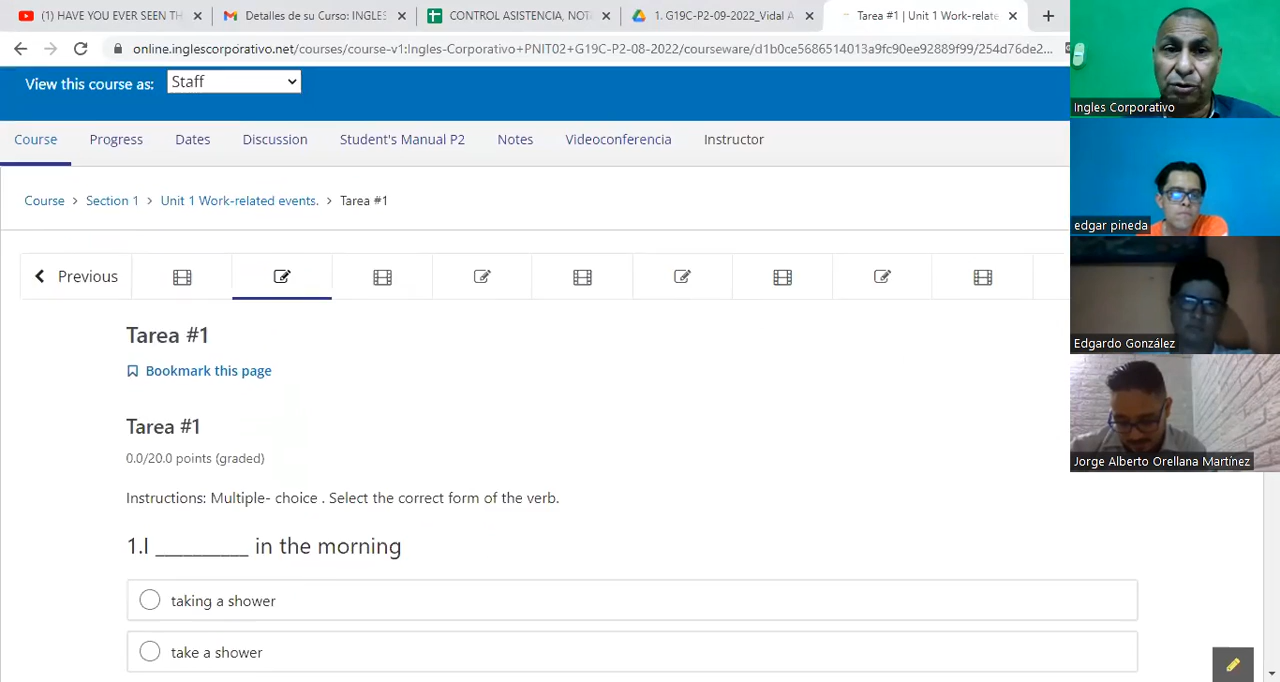 (1) HAVE YOU EVER SEEN TH
Detalles de su Curso: INGLES
CONTROL ASISTENCIA, NOT
1. G19C-P2-09-2022_Vidal A
Tarea #1 | Unit 1 Work-relate
online.inglescorporativo.net/courses/course-v1:Ingles-Corporativo+PNIT02+G19C-P2-08-2022/courseware/d1b0ce5686514013a9fc90ee92889f99/254d76de2...
View this course as: Staff
Course Progress Dates Discussion Student's Manual P2 Notes Videoconferencia Instructor
Course > Section 1 > Unit 1 Work-related events. > Tarea #1
Previous
Tarea #1
Bookmark this page
Tarea #1
0.0/20.0 points (graded)
Instructions: Multiple- choice . Select the correct form of the verb.
1.I __________ in the morning
taking a shower
take a shower
Ingles Corporativo
edgar pineda
Edgardo González
Jorge Alberto Orellana Martínez